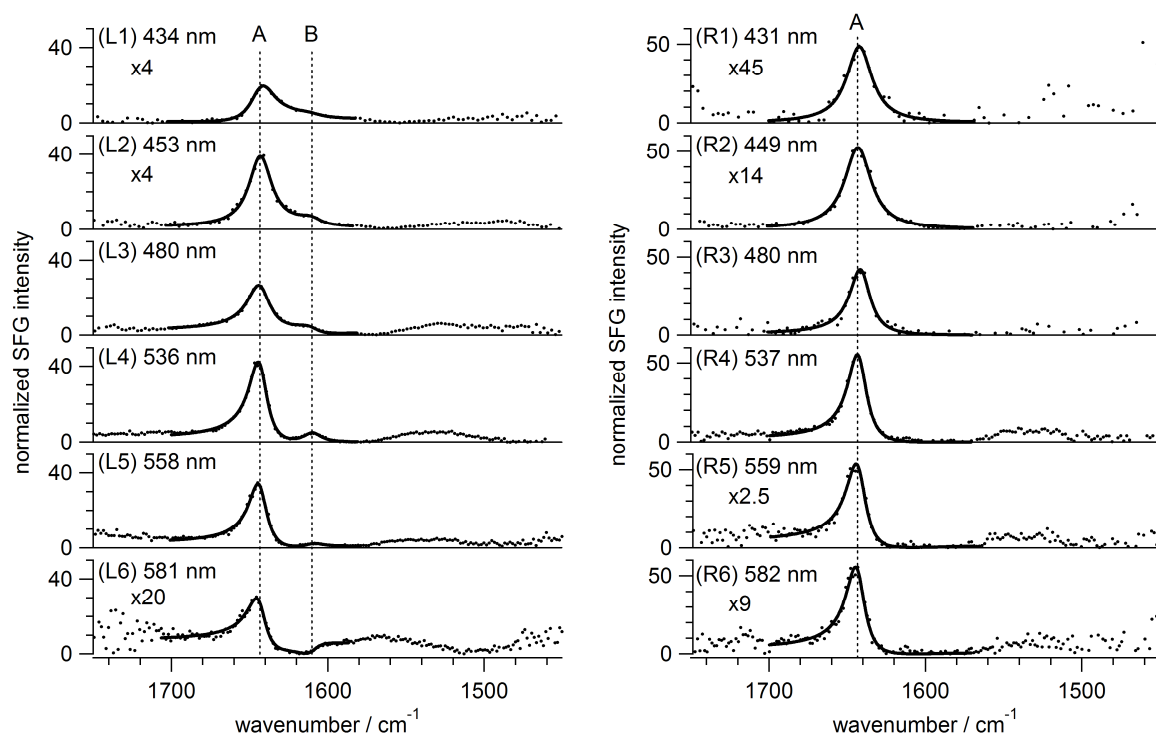 A B
40
(L1) 434 nm
x4
0
40
(L2) 453 nm
x4
0
40
(L3) 480 nm
0
40
(L4) 536 nm
0
40
(L5) 558 nm
0
40
(L6) 581 nm
x20
0
1700 1600 1500
wavenumber / cm⁻¹
normalized SFG intensity
A
50
(R1) 431 nm
x45
0
50
(R2) 449 nm
x14
0
50
(R3) 480 nm
0
50
(R4) 537 nm
0
50
(R5) 559 nm
x2.5
0
50
(R6) 582 nm
x9
0
1700 1600 1500
wavenumber / cm⁻¹
normalized SFG intensity